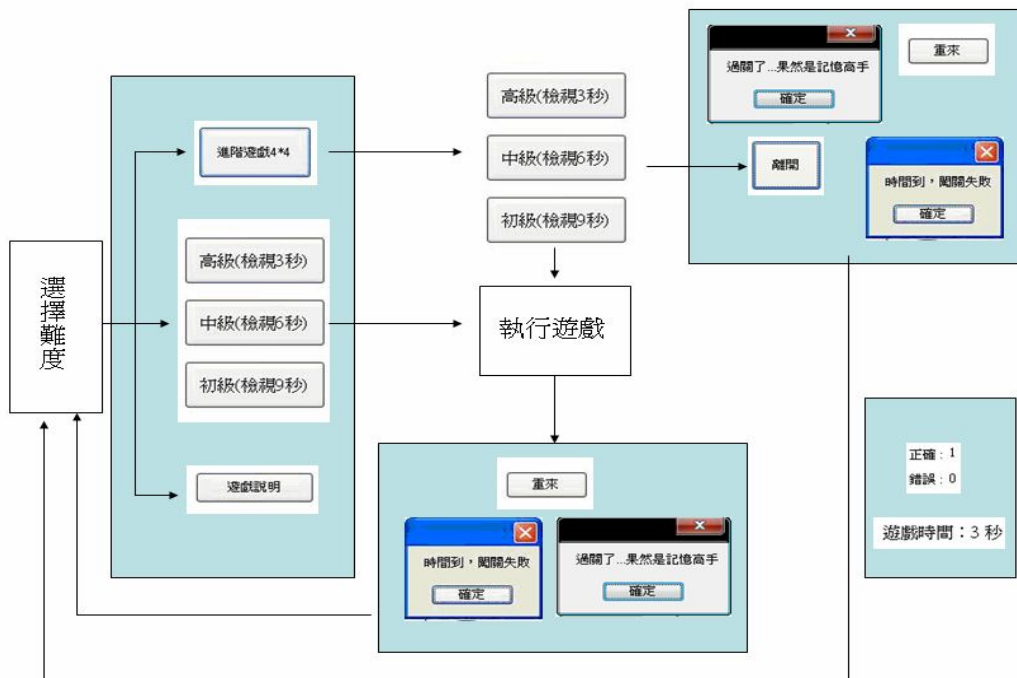 選擇難度
進階遊戲4*4
高級(檢視3秒)
中級(檢視6秒)
初級(檢視9秒)
遊戲說明
高級(檢視3秒)
中級(檢視6秒)
初級(檢視9秒)
執行遊戲
過關了...果然是記憶高手
確定
重來
離開
時間到，闖關失敗
確定
重來
時間到，闖關失敗
確定
過關了...果然是記憶高手
確定
正確：1
錯誤：0
遊戲時間：3 秒